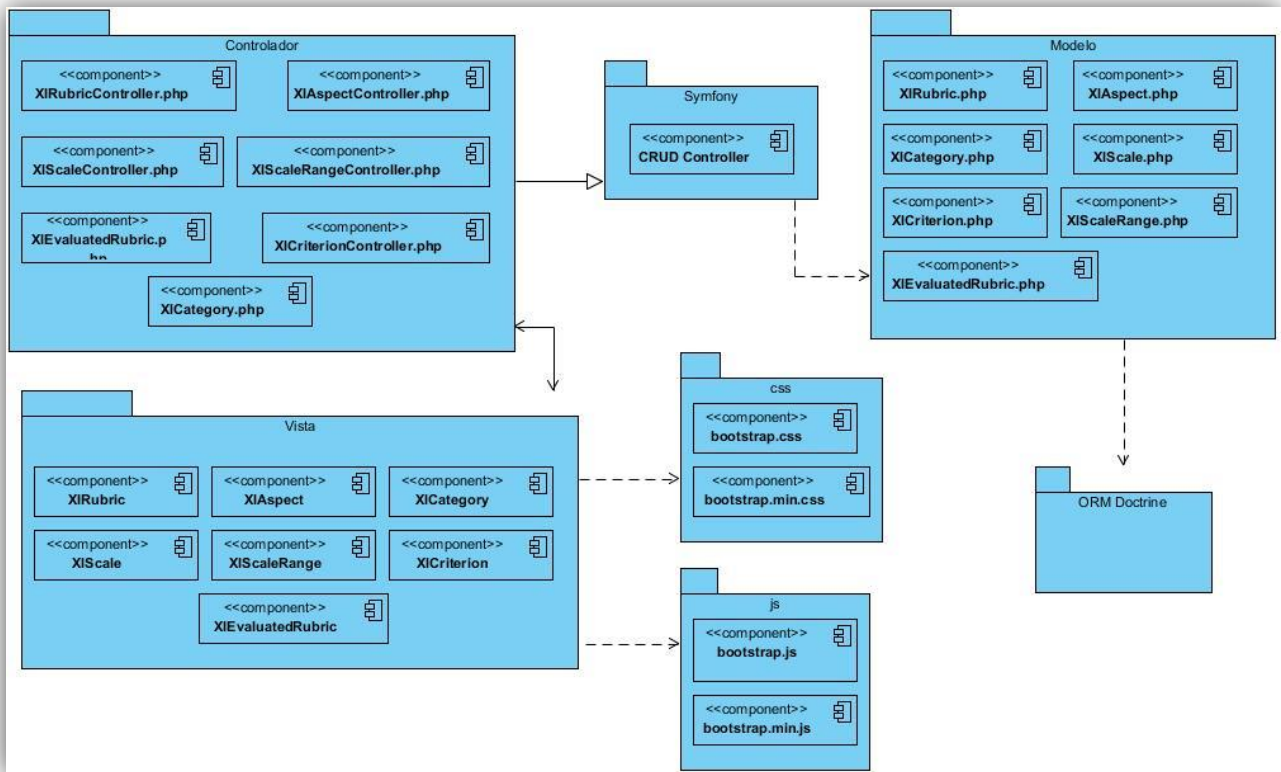 Controlador
<<component>>
XIRubricController.php
<<component>>
XIAspectController.php
<<component>>
XIScaleController.php
<<component>>
XIScaleRangeController.php
<<component>>
XIEvaluatedRubric.p
hp
<<component>>
XICriterionController.php
<<component>>
XICategory.php
Symfony
<<component>>
CRUD Controller
Modelo
<<component>>
XIRubric.php
<<component>>
XIAspect.php
<<component>>
XICategory.php
<<component>>
XIScale.php
<<component>>
XICriterion.php
<<component>>
XIScaleRange.php
<<component>>
XIEvaluatedRubric.php
Vista
<<component>>
XIRubric
<<component>>
XIAspect
<<component>>
XICategory
<<component>>
XIScale
<<component>>
XIScaleRange
<<component>>
XICriterion
<<component>>
XIEvaluatedRubric
css
<<component>>
bootstrap.css
<<component>>
bootstrap.min.css
js
<<component>>
bootstrap.js
<<component>>
bootstrap.min.js
ORM Doctrine